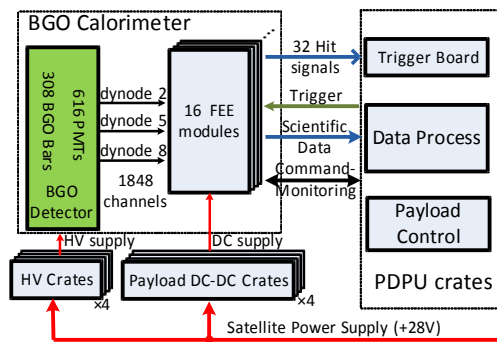 BGO Calorimeter
308 BGO Bars
616 PMTs
BGO
Detector
dynode 2
dynode 5
dynode 8
1848
channels
16 FEE
modules
32 Hit
signals
Trigger
Scientific
Data
Command-
Monitoring
Trigger Board
Data Process
Payload
Control
PDPU crates
HV supply
DC supply
HV Crates
×4
Payload DC-DC Crates
×4
Satellite Power Supply (+28V)